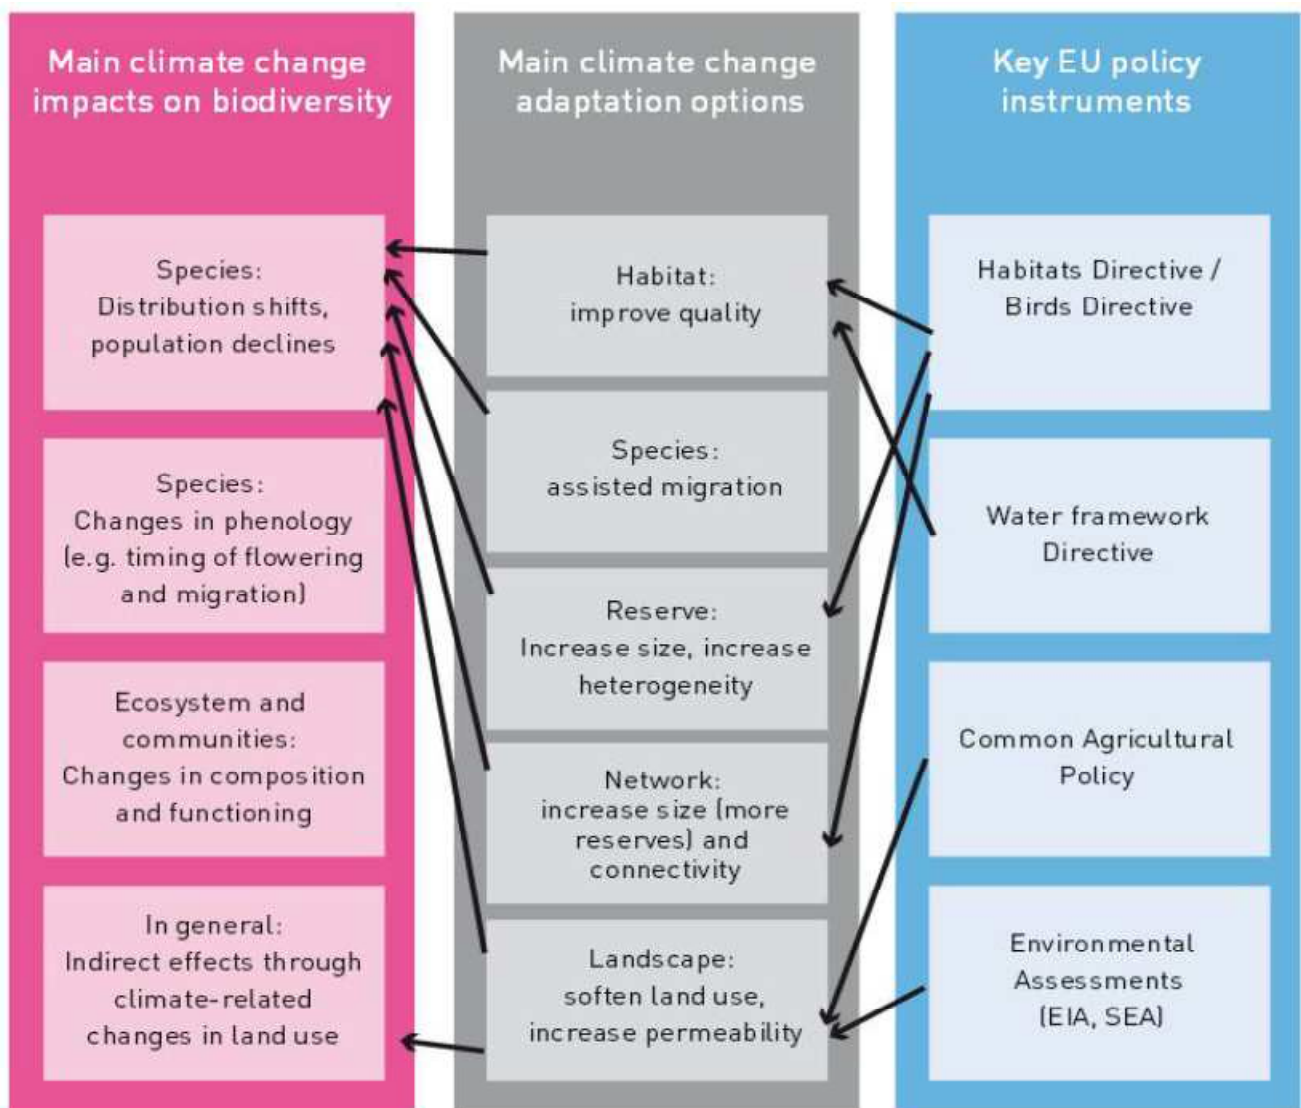 Main climate change
impacts on biodiversity
Species:
Distribution shifts,
population declines
Species:
Changes in phenology
(e.g. timing of flowering
and migration)
Ecosystem and
communities:
Changes in composition
and functioning
In general:
Indirect effects through
climate-related
changes in land use
Main climate change
adaptation options
Habitat:
improve quality
Species:
assisted migration
Reserve:
Increase size, increase
heterogeneity
Network:
increase size (more
reserves) and
connectivity
Landscape:
soften land use,
increase permeability
Key EU policy
instruments
Habitats Directive /
Birds Directive
Water framework
Directive
Common Agricultural
Policy
Environmental
Assessments
(EIA, SEA)